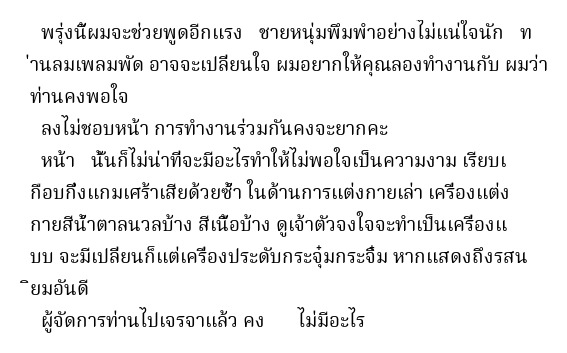 พรุ่งนี้ผมจะช่วยพูดอีกแรง ชายหนุ่มพึมพำอย่างไม่แน่ใจนัก ท
่านลมเพลมพัด อาจจะเปลี่ยนใจ ผมอยากให้คุณลองทำงานกับ ผมว่า
ท่านคงพอใจ
ลงไม่ชอบหน้า การทำงานร่วมกันคงจะยากคะ
หน้า นั้นก็ไม่น่าที่จะมีอะไรทำให้ไม่พอใจเป็นความงาม เรียบเ
กือบกึ่งแกมเศร้าเสียด้วยซ้ำ ในด้านการแต่งกายเล่า เครื่องแต่ง
กายสีน้ำตาลนวลบ้าง สีเนื้อบ้าง ดูเจ้าตัวจงใจจะทำเป็นเครื่องแ
บบ จะมีเปลี่ยนก็แต่เครื่องประดับกระจุ๋มกระจิ๋ม หากแสดงถึงรสน
ิยมอันดี
ผู้จัดการท่านไปเจรจาแล้ว คง ไม่มีอะไร